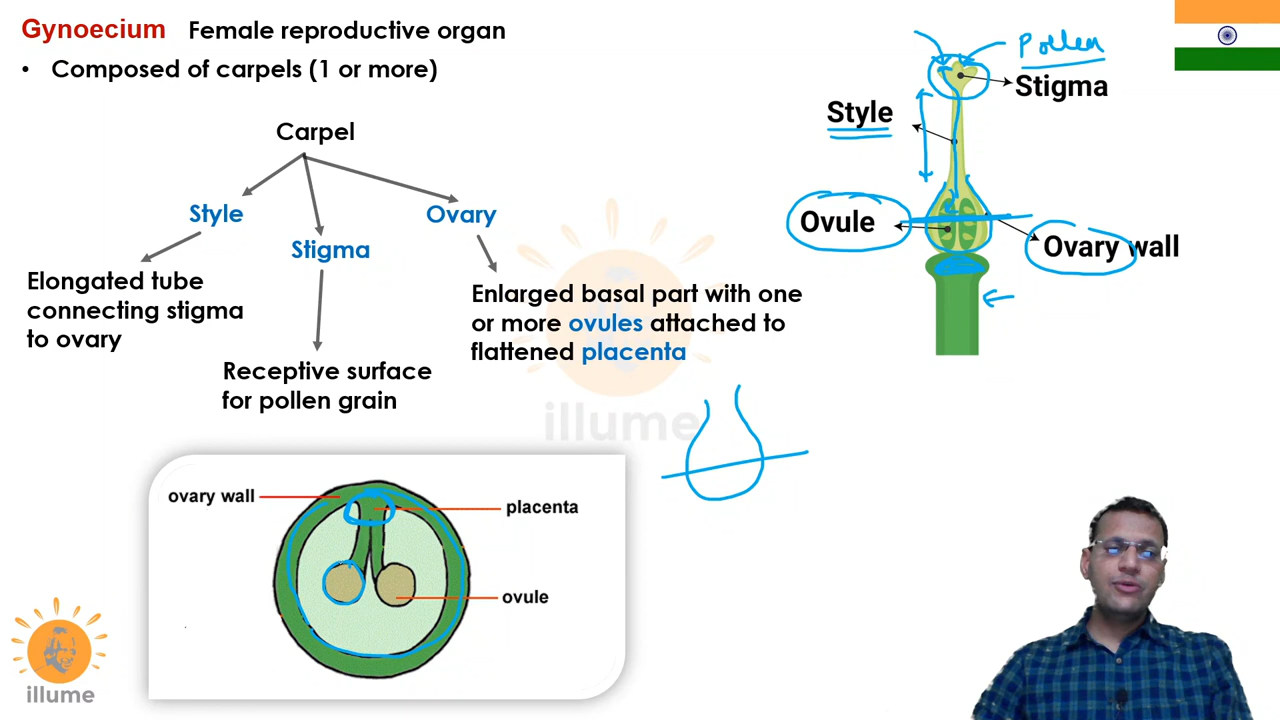 Gynoecium Female reproductive organ
• Composed of carpels (1 or more)
Carpel
Style
Stigma
Ovary
Elongated tube
connecting stigma
to ovary
Receptive surface
for pollen grain
Enlarged basal part with one
or more ovules attached to
flattened placenta
Pollen
Stigma
Style
Ovule
Ovary wall
illume
ovary wall
placenta
ovule
illume